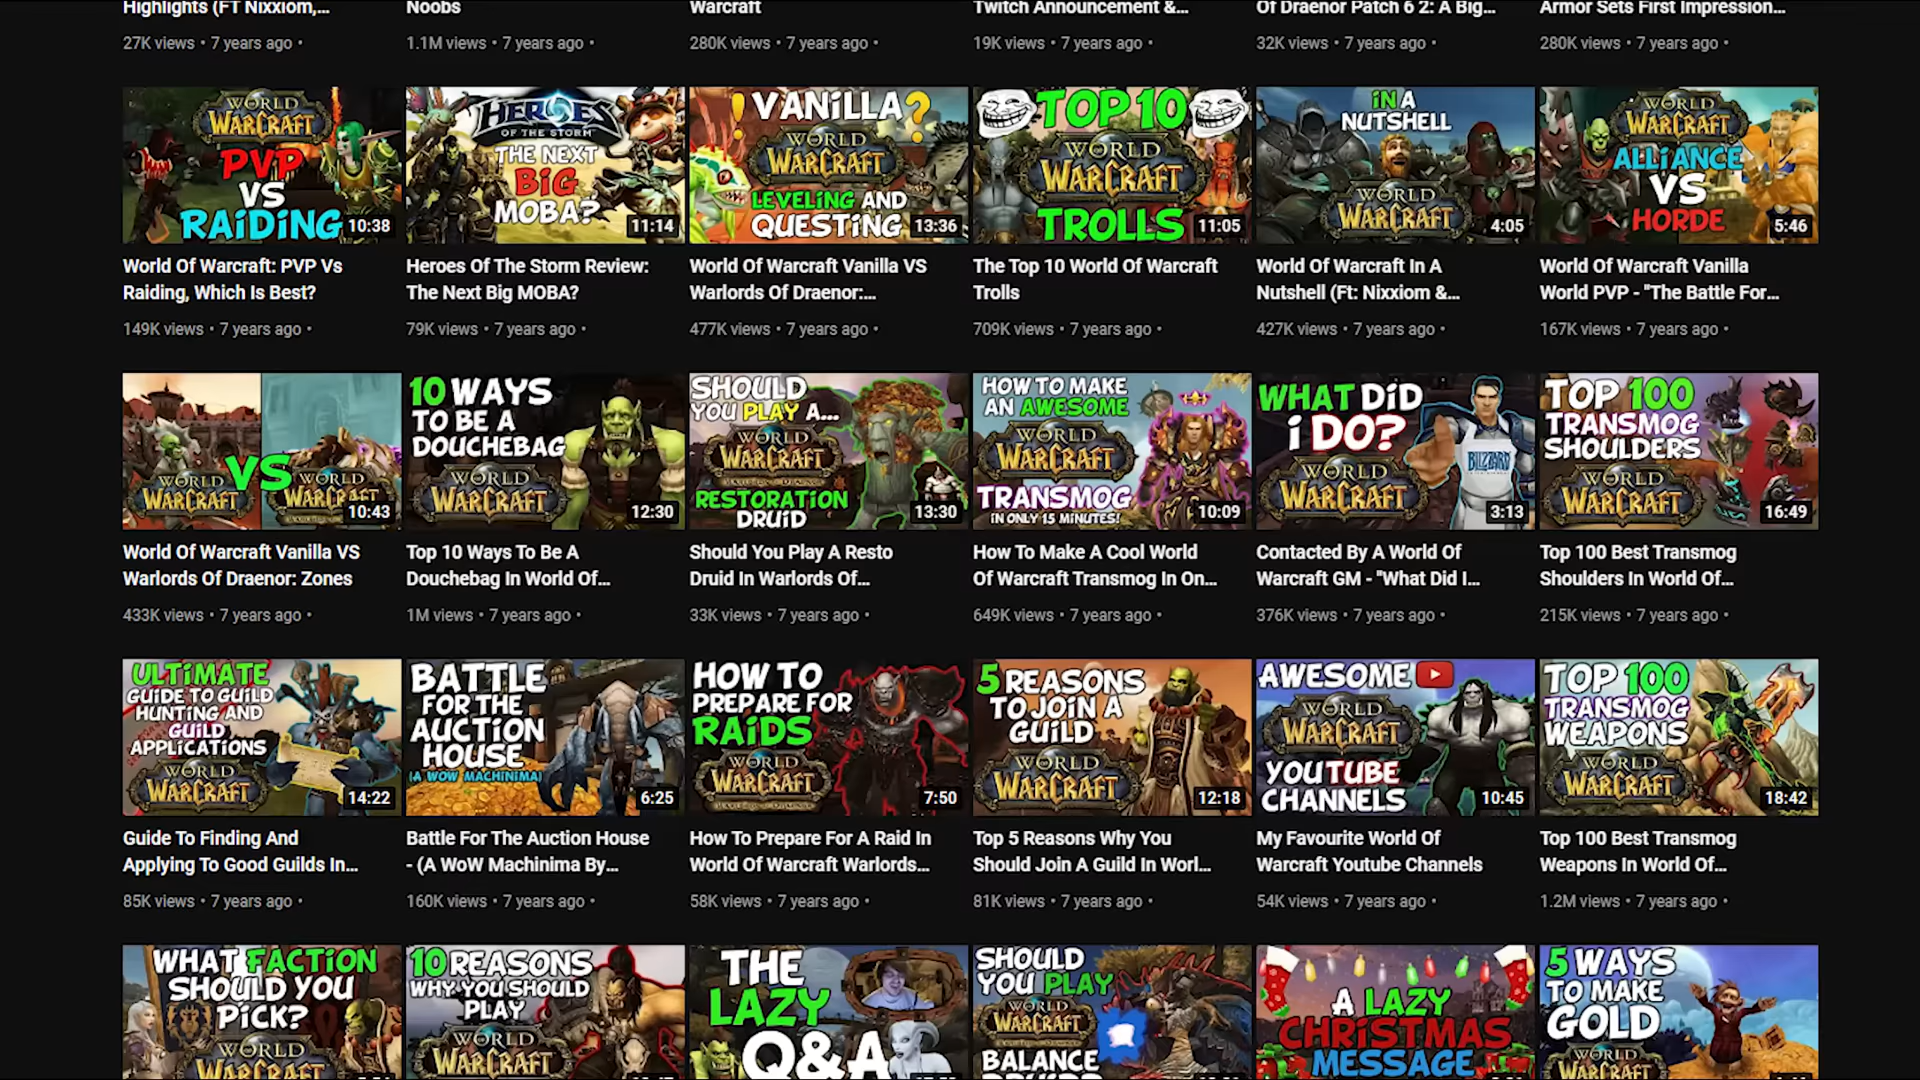 Highlights (FT Nixxiom,...
Noobs
Warcraft
Twitch Announcement &...
Of Draenor Patch 6 2: A Big...
Armor Sets First Impression...
27K views • 7 years ago •
1.1M views • 7 years ago •
280K views • 7 years ago •
19K views • 7 years ago •
32K views • 7 years ago •
280K views • 7 years ago •
WORLD
WARCRAFT
PVP
VS
RAiDiNG
10:38
HEROES
OF THE STORM
THE NEXT
BiG
MOBA?
11:14
! VANiLLA?
WORLD
WARCRAFT
LEVELiNG AND
QUESTiNG
13:36
TOP 10
WORLD
WARCRAFT
TROLLS
11:05
iN A
NUTSHELL
WORLD
WARCRAFT
4:05
WORLD
WARCRAFT
ALLiANCE
VS
HORDE
5:46
World Of Warcraft: PVP Vs
Raiding, Which Is Best?
Heroes Of The Storm Review:
The Next Big MOBA?
World Of Warcraft Vanilla VS
Warlords Of Draenor:...
The Top 10 World Of Warcraft
Trolls
World Of Warcraft In A
Nutshell (Ft: Nixxiom &...
World Of Warcraft Vanilla
World PVP - "The Battle For...
149K views • 7 years ago •
79K views • 7 years ago •
477K views • 7 years ago •
709K views • 7 years ago •
427K views • 7 years ago •
167K views • 7 years ago •
VS
WORLD
WARCRAFT
WORLD
WARCRAFT
10:43
10 WAYS
TO BE A
DOUCHEBAG
WORLD
WARCRAFT
12:30
SHOULD
YOU PLAY A...
WORLD
WARCRAFT
RESTORATiON
DRUiD
13:30
HOW TO MAKE
AN AWESOME
WORLD
WARCRAFT
TRANSMOG
iN ONLY 15 MiNUTES!
10:09
WHAT DiD
i DO?
WORLD
WARCRAFT
BLIZZARD
3:13
TOP 100
TRANSMOG
SHOULDERS
WORLD
WARCRAFT
16:49
World Of Warcraft Vanilla VS
Warlords Of Draenor: Zones
Top 10 Ways To Be A
Douchebag In World Of...
Should You Play A Resto
Druid In Warlords Of...
How To Make A Cool World
Of Warcraft Transmog In On...
Contacted By A World Of
Warcraft GM - "What Did I...
Top 100 Best Transmog
Shoulders In World Of...
433K views • 7 years ago •
1M views • 7 years ago •
33K views • 7 years ago •
649K views • 7 years ago •
376K views • 7 years ago •
215K views • 7 years ago •
ULTiMATE
GUiDE TO GUiLD
HUNTiNG AND
GUiLD
APPLiCATiONS
WORLD
WARCRAFT
14:22
BATTLE
FOR THE
AUCTiON
HOUSE
(A WOW MACHiNiMA)
6:25
HOW TO
PREPARE FOR
RAiDS
WORLD
WARCRAFT
7:50
5 REASONS
TO JOiN A
GUiLD
WORLD
WARCRAFT
12:18
AWESOME
WORLD
WARCRAFT
YOUTUBE
CHANNELS
10:45
TOP 100
TRANSMOG
WEAPONS
WORLD
WARCRAFT
18:42
Guide To Finding And
Applying To Good Guilds In...
Battle For The Auction House
- (A WoW Machinima By...
How To Prepare For A Raid In
World Of Warcraft Warlords...
Top 5 Reasons Why You
Should Join A Guild In Worl...
My Favourite World Of
Warcraft Youtube Channels
Top 100 Best Transmog
Weapons In World Of...
85K views • 7 years ago •
160K views • 7 years ago •
58K views • 7 years ago •
81K views • 7 years ago •
54K views • 7 years ago •
1.2M views • 7 years ago •
WHAT FACTiON
SHOULD YOU
PiCK?
WORLD
WARCRAFT
10 REASONS
WHY YOU SHOULD
PLAY
WORLD
WARCRAFT
THE
LAZY
Q&A
SHOULD
YOU PLAY
WORLD
WARCRAFT
BALANCE
A LAZY
CHRiSTMAS
MESSAGE
5 WAYS
TO MAKE
GOLD
WORLD